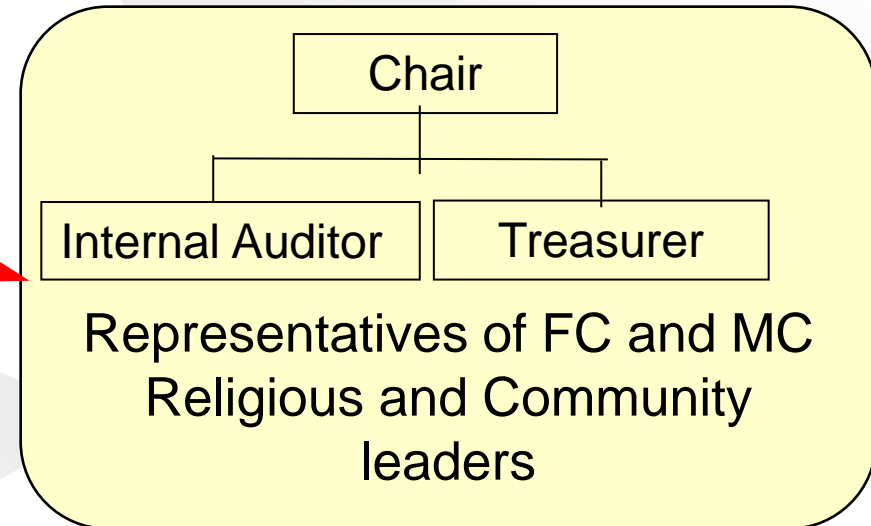 Chair
Internal Auditor
Treasurer
Representatives of FC and MC
Religious and Community
leaders